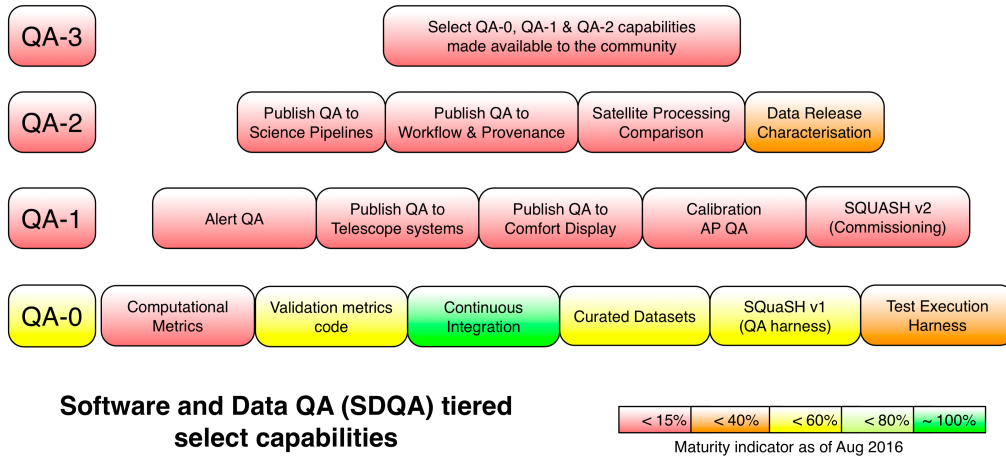 QA-3
Select QA-0, QA-1 & QA-2 capabilities
made available to the community
QA-2
Publish QA to
Science Pipelines
Publish QA to
Workflow & Provenance
Satellite Processing
Comparison
Data Release
Characterisation
QA-1
Alert QA
Publish QA to
Telescope systems
Publish QA to
Comfort Display
Calibration
AP QA
SQUASH v2
(Commissioning)
QA-0
Computational
Metrics
Validation metrics
code
Continuous
Integration
Curated Datasets
SQuaSH v1
(QA harness)
Test Execution
Harness
Software and Data QA (SDQA) tiered
select capabilities
< 15% < 40% < 60% < 80% ~ 100%
Maturity indicator as of Aug 2016